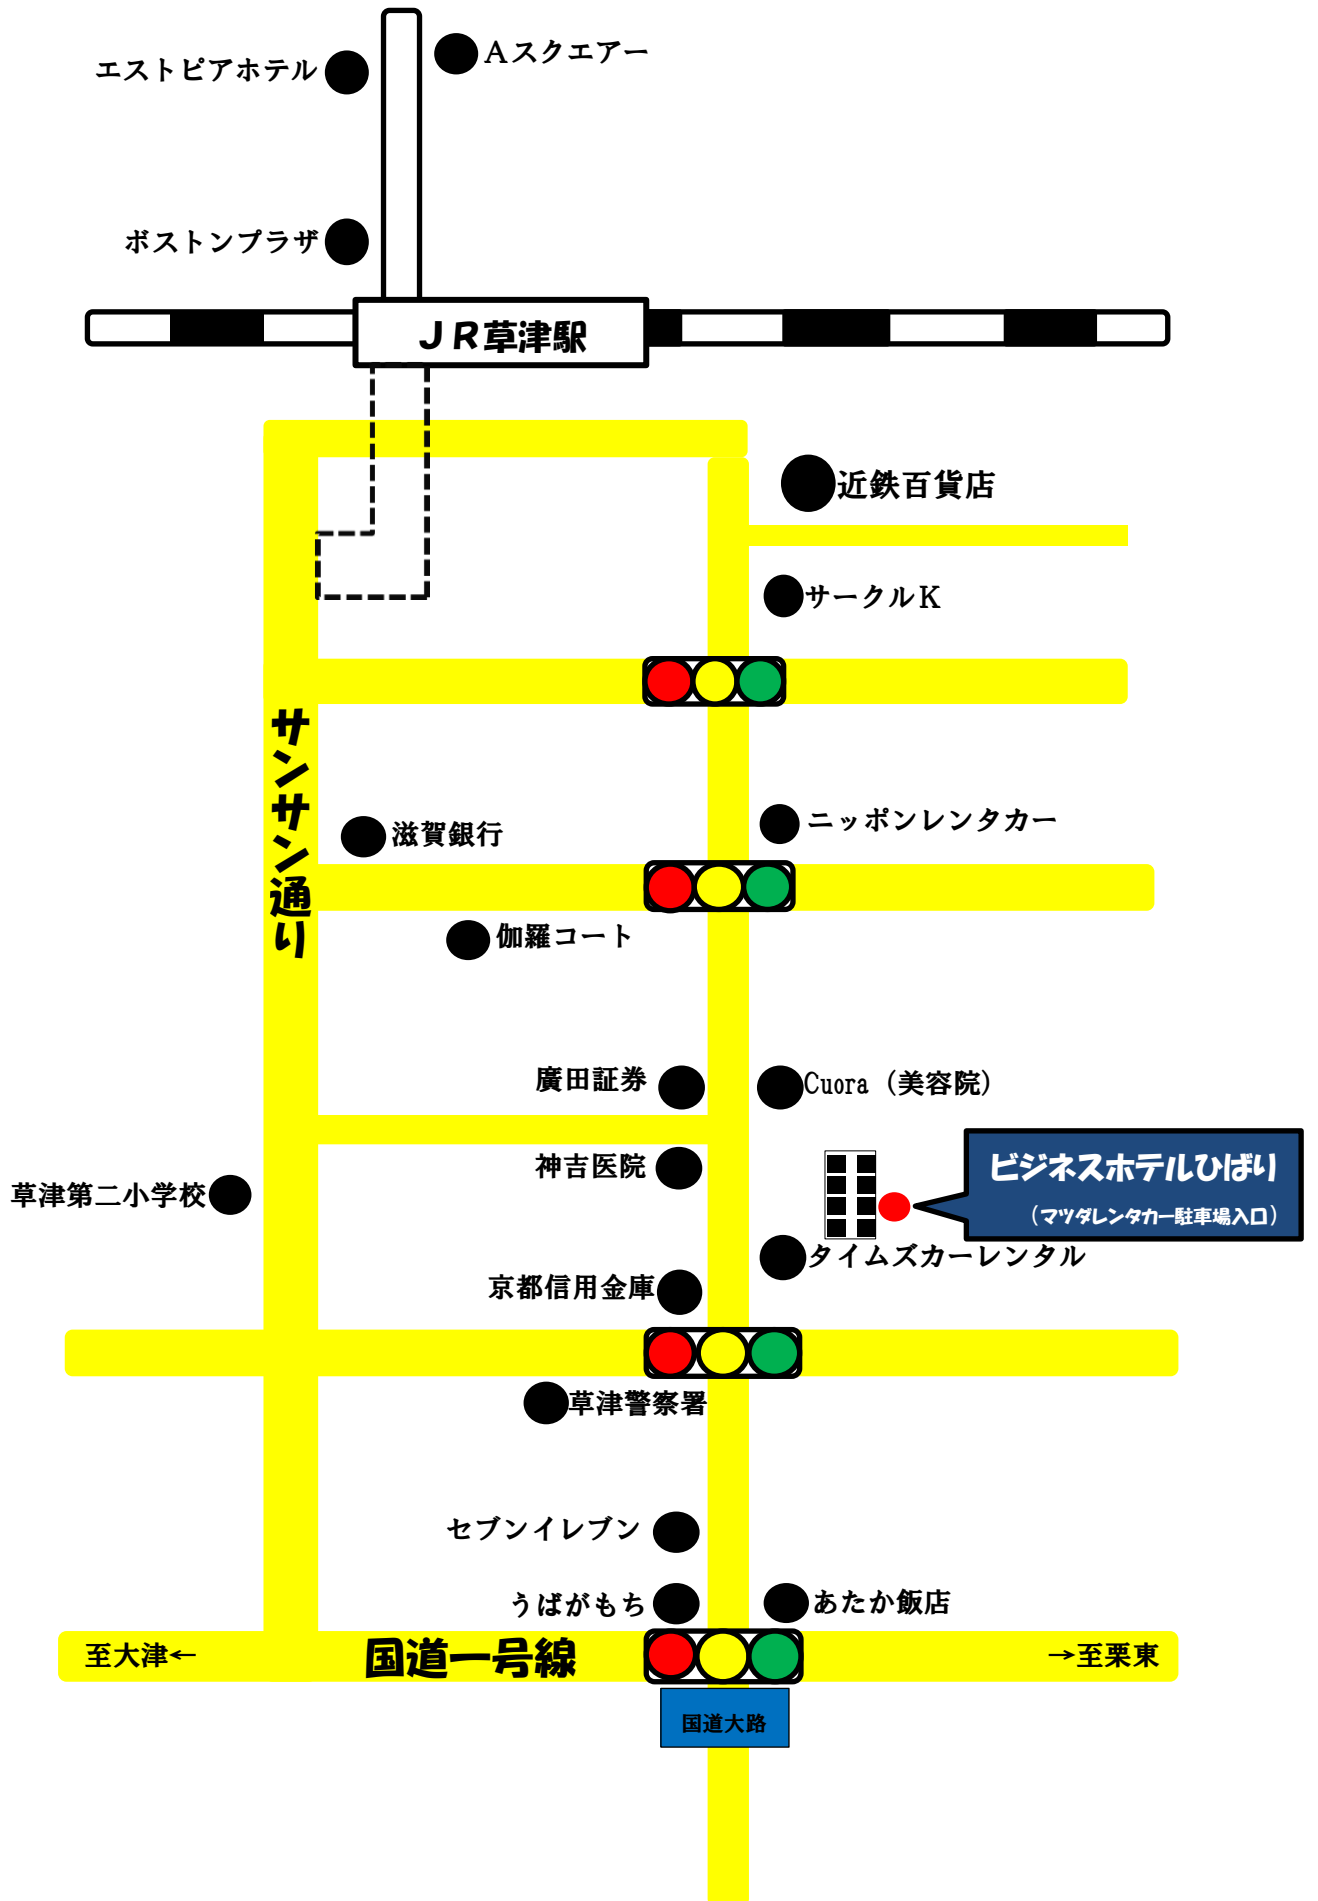 Aスクエアー
エストピアホテル
ボストンプラザ
JR草津駅
近鉄百貨店
サークルK
サンサン通り
ニッポンレンタカー
滋賀銀行
伽羅コート
廣田証券
Cuora（美容院）
神吉医院
ビジネスホテルひばり
（マツダレンタカー駐車場入口）
草津第二小学校
タイムズカーレンタル
京都信用金庫
草津警察署
セブンイレブン
うばがもち
あたか飯店
至大津←
国道一号線
→至栗東
国道大路